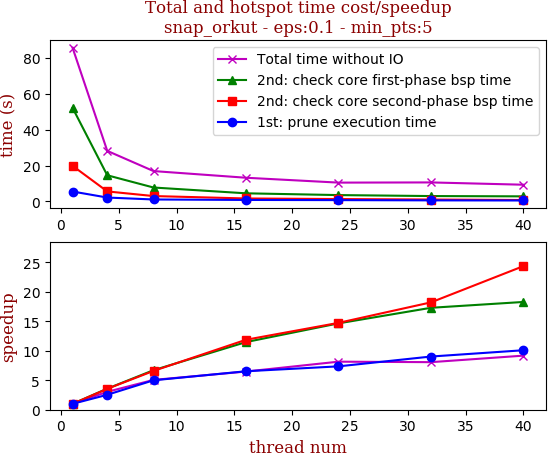 Total and hotspot time cost/speedup
snap_orkut - eps:0.1 - min_pts:5
time (s)
80
60
40
20
0
Total time without IO
2nd: check core first-phase bsp time
2nd: check core second-phase bsp time
1st: prune execution time
0 5 10 15 20 25 30 35 40
speedup
25
20
15
10
5
0
0 5 10 15 20 25 30 35 40
thread num